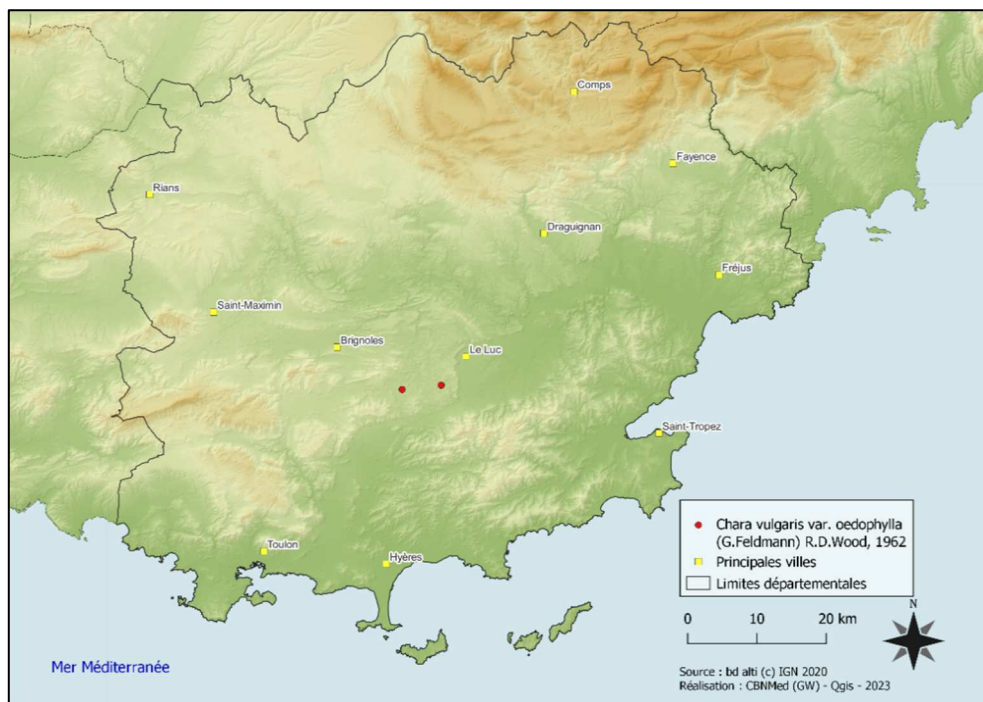 Comps
Fayence
Rians
Draguignan
Fréjus
Saint-Maximin
Brignoles
Le Luc
Saint-Tropez
Toulon
Hyères
Mer Méditerranée
Chara vulgaris var. oedophylla
(G.Feldmann) R.D.Wood, 1962
Principales villes
Limites départementales
0 10 20 km
N
Source : bd alti (c) IGN 2020
Réalisation : CBNMed (GW) - Qgis - 2023